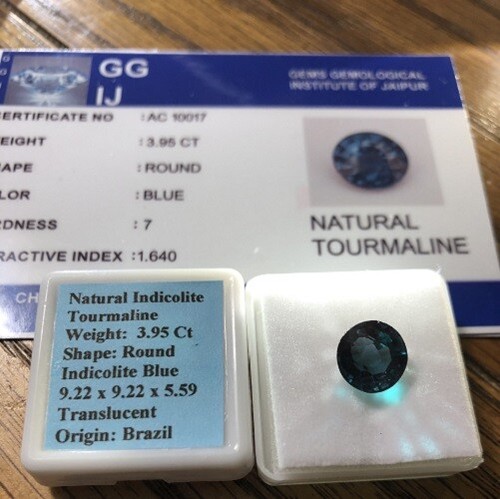 GG
IJ
GEMS GEMOLOGICAL
INSTITUTE OF JAIPUR
CERTIFICATE NO : AC 10017
EIGHT : 3.95 CT
APE : ROUND
LOR : BLUE
RDNESS : 7
RACTIVE INDEX : 1.640
NATURAL
TOURMALINE
CH
Natural Indicolite
Tourmaline
Weight: 3.95 Ct
Shape: Round
Indicolite Blue
9.22 x 9.22 x 5.59
Translucent
Origin: Brazil